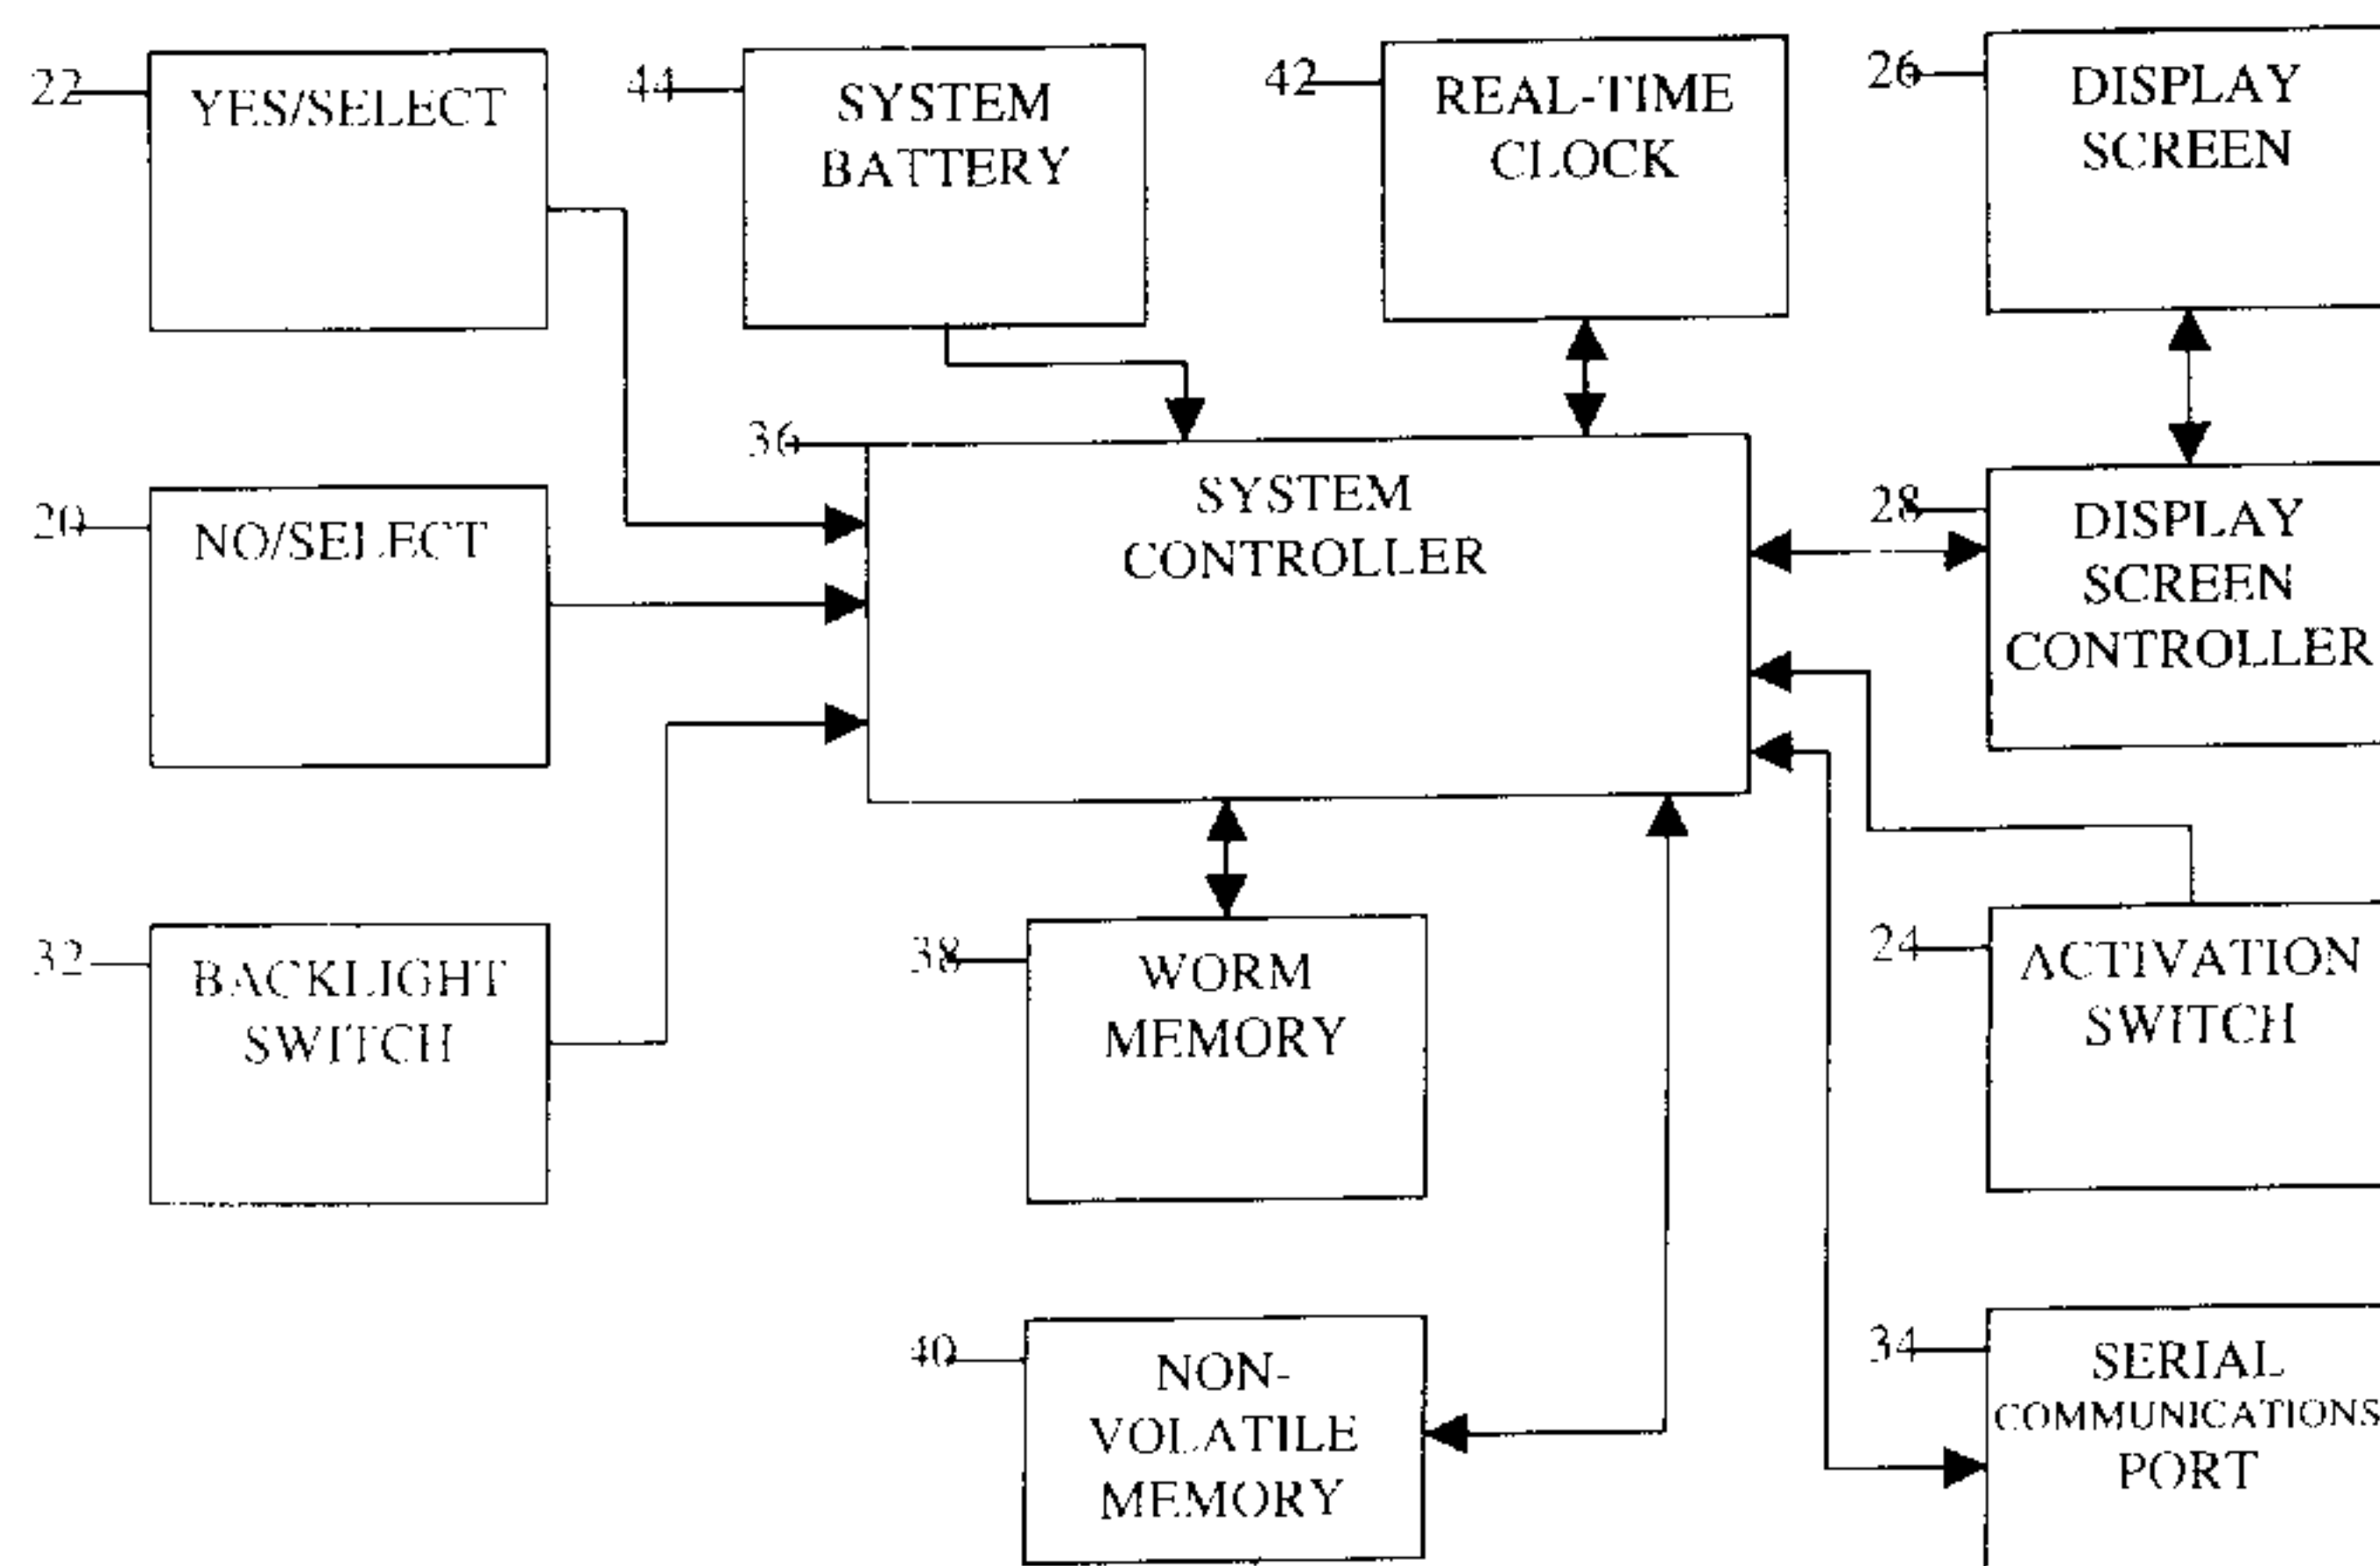 22
YES/SELECT
44
SYSTEM
BATTERY
42
REAL-TIME
CLOCK
26
DISPLAY
SCREEN
36
SYSTEM
CONTROLLER
20
NO/SELECT
28
DISPLAY
SCREEN
CONTROLLER
32
BACKLIGHT
SWITCH
38
WORM
MEMORY
24
ACTIVATION
SWITCH
40
NON-
VOLATILE
MEMORY
34
SERIAL
COMMUNICATIONS
PORT